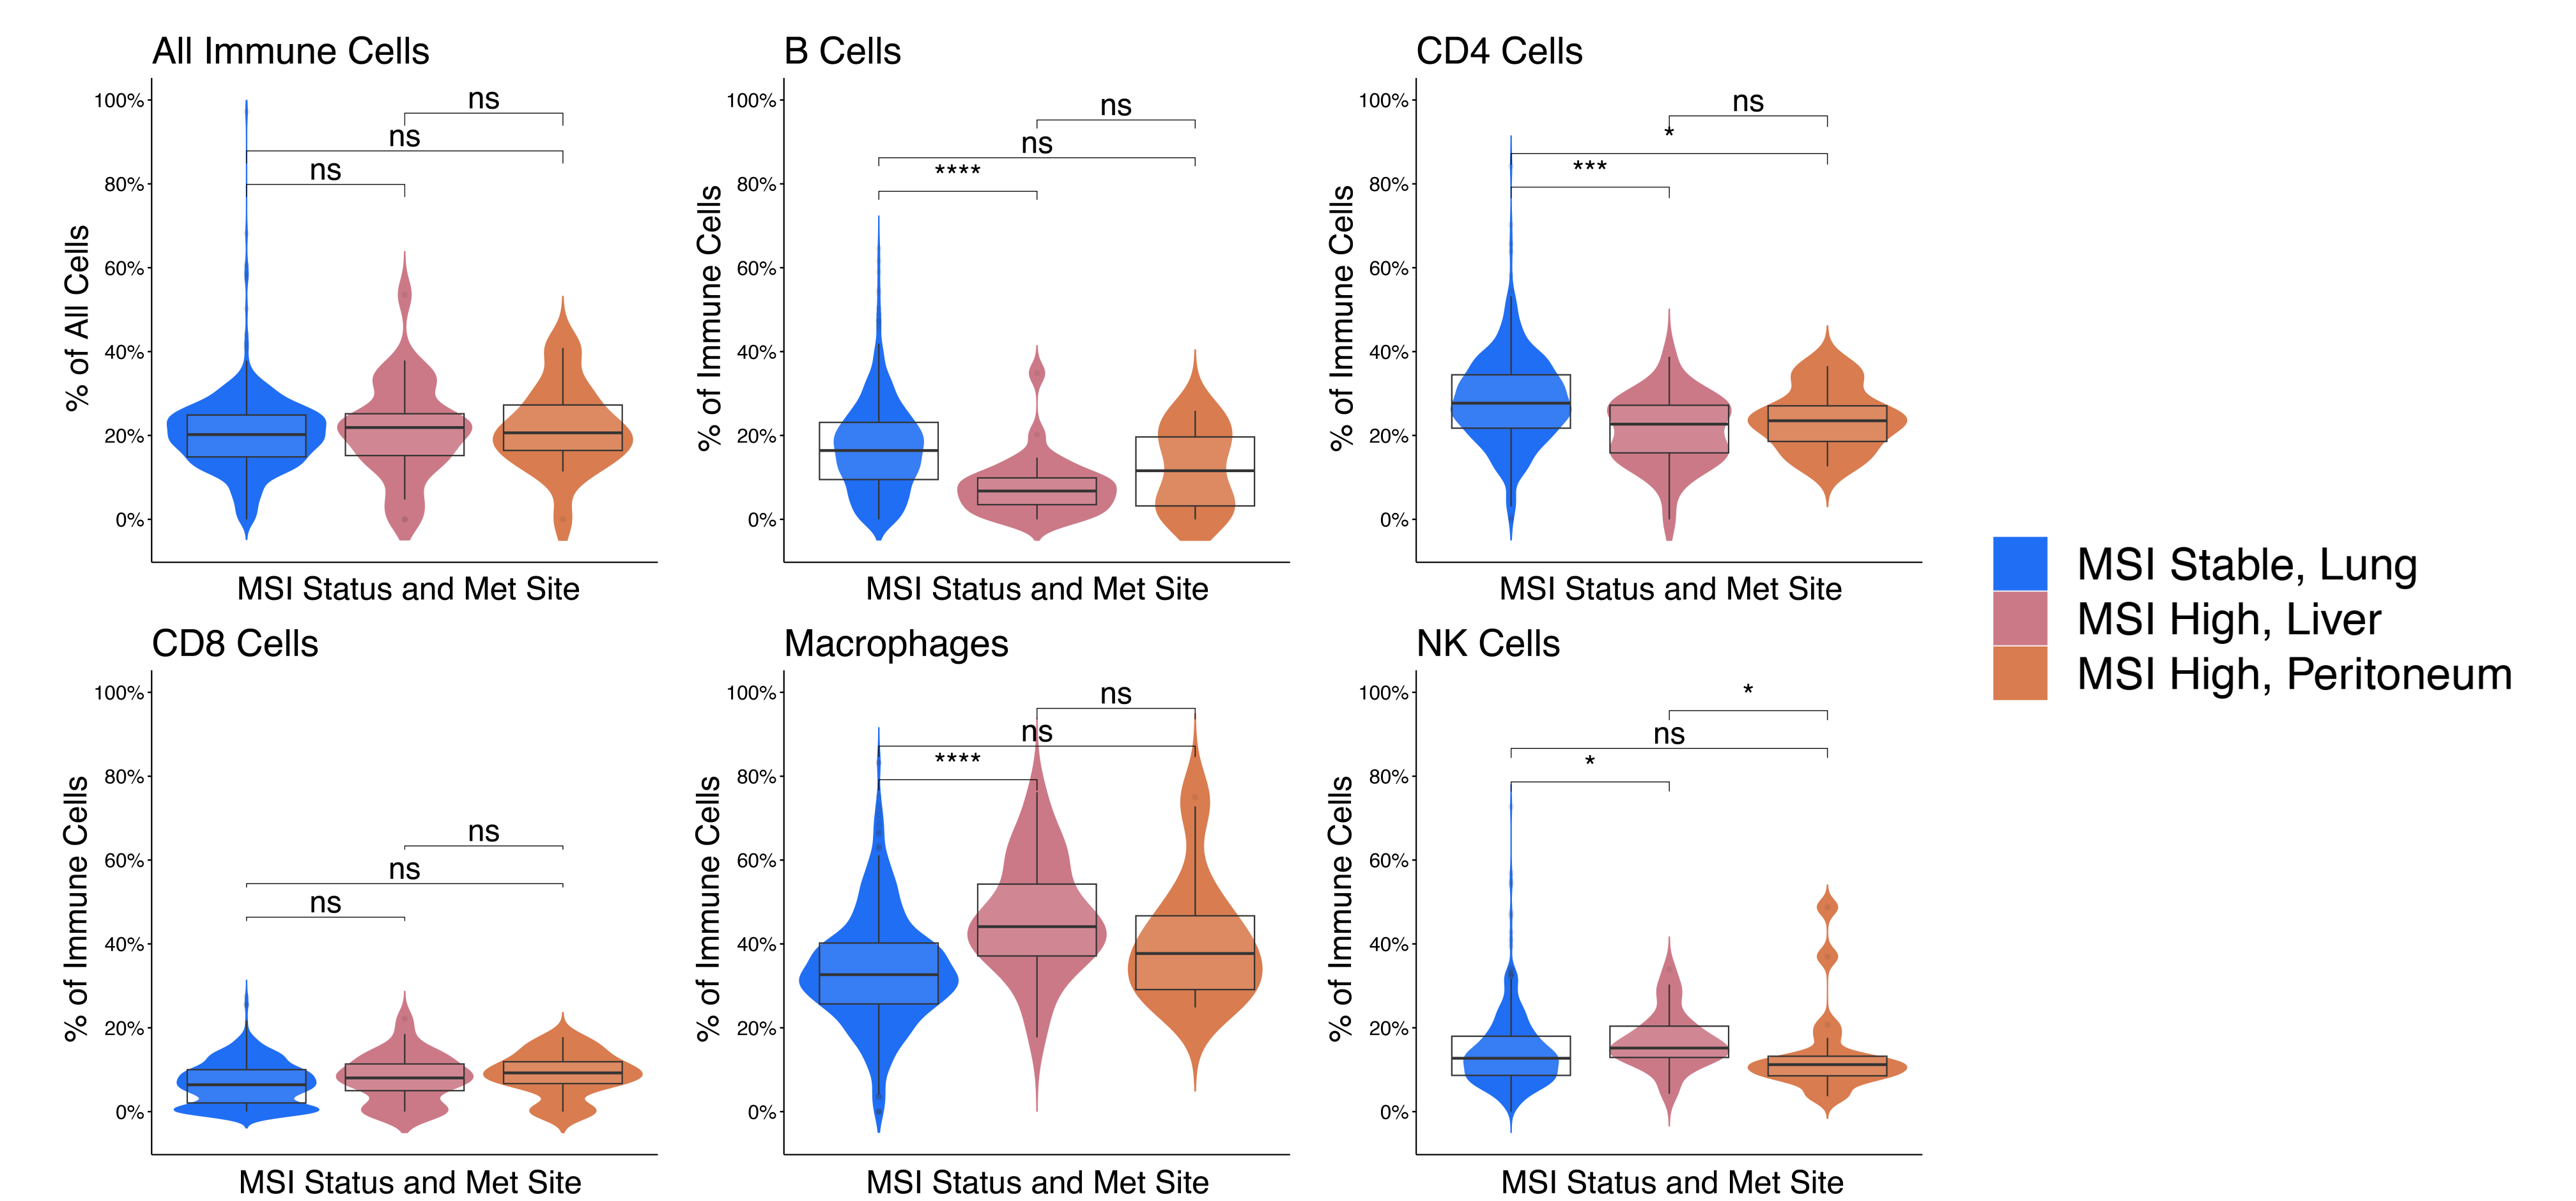 All Immune Cells
% of All Cells
100%
80%
60%
40%
20%
0%
ns
ns
ns
MSI Status and Met Site
B Cells
% of Immune Cells
100%
80%
60%
40%
20%
0%
ns
ns
****
MSI Status and Met Site
CD4 Cells
% of Immune Cells
100%
80%
60%
40%
20%
0%
ns
*
***
MSI Status and Met Site
CD8 Cells
% of Immune Cells
100%
80%
60%
40%
20%
0%
ns
ns
ns
MSI Status and Met Site
Macrophages
% of Immune Cells
100%
80%
60%
40%
20%
0%
ns
ns
****
MSI Status and Met Site
NK Cells
% of Immune Cells
100%
80%
60%
40%
20%
0%
*
ns
*
MSI Status and Met Site
MSI Stable, Lung
MSI High, Liver
MSI High, Peritoneum